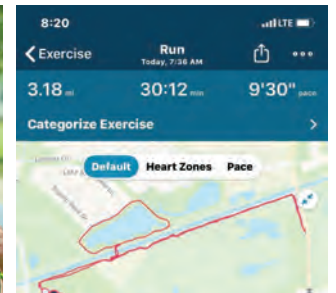 8:20 LTE
Exercise Run
Today, 7:36 AM
3.18 mi 30:12 min 9'30" pace
Categorize Exercise
Default Heart Zones Pace